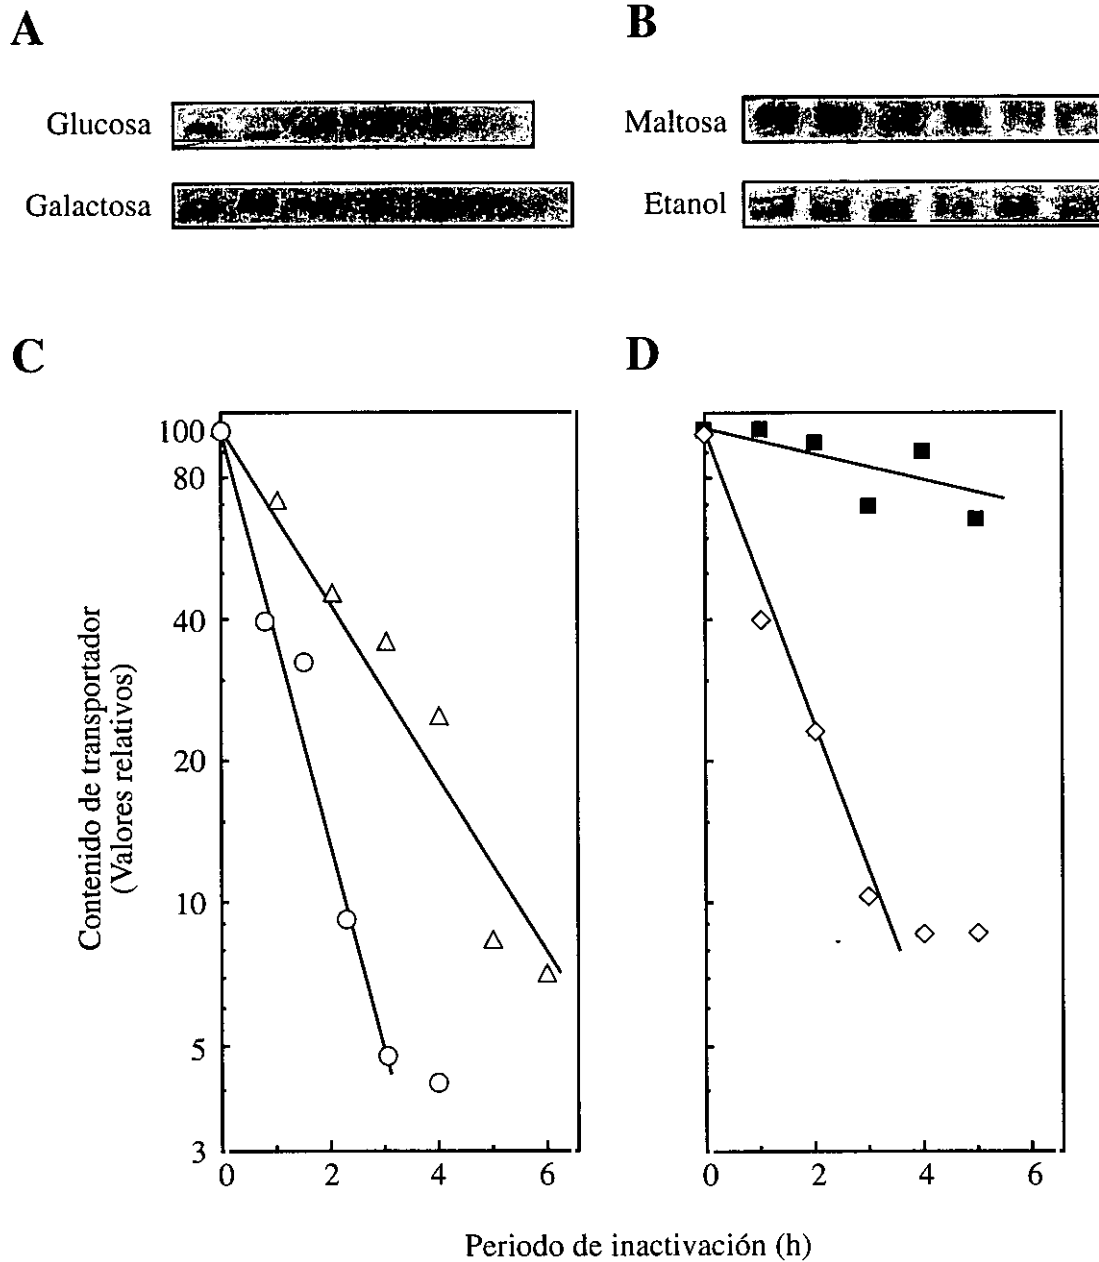 A
B
Glucosa
Maltosa
Galactosa
Etanol
C
D
100
80
40
20
10
5
3
Contenido de transportador
(Valores relativos)
0 2 4 6
0 2 4 6
Periodo de inactivación (h)